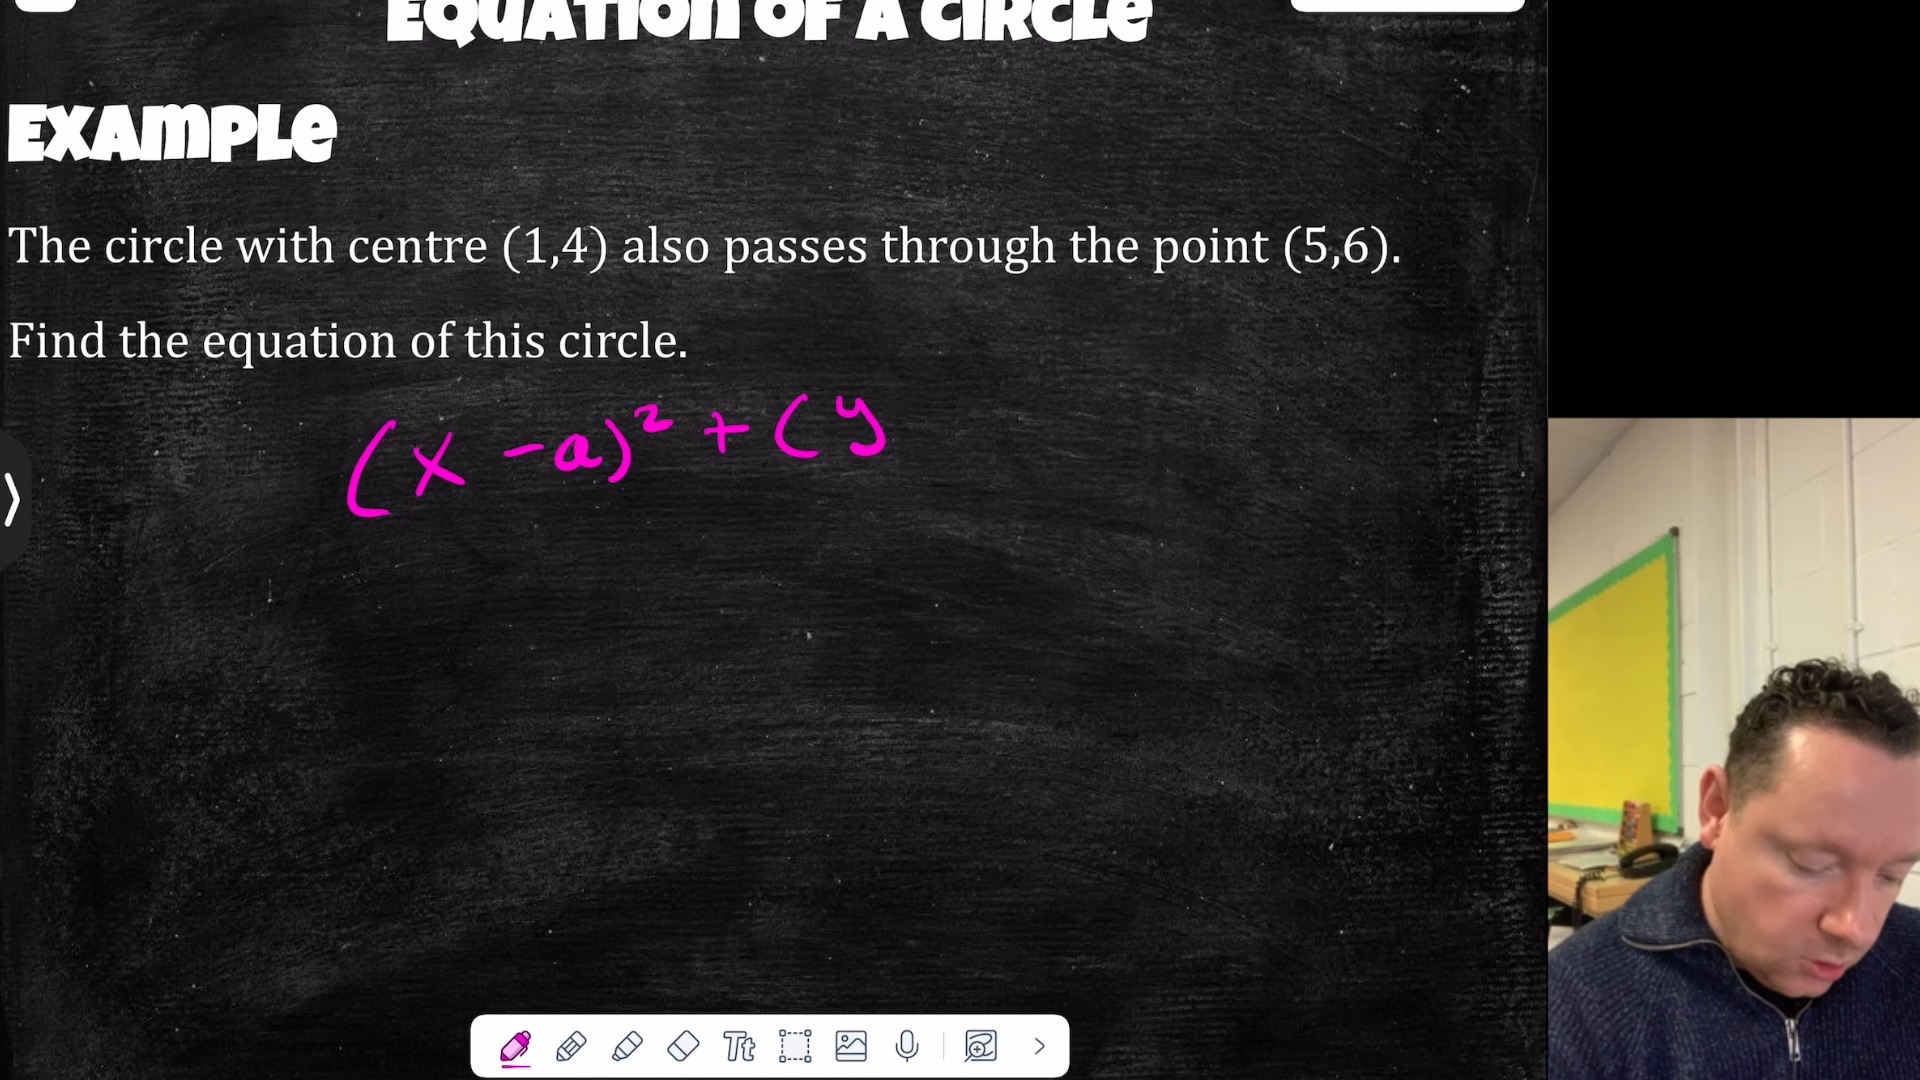 EQUATION OF A CIRCLE
EXAMPLE
The circle with centre (1,4) also passes through the point (5,6).
Find the equation of this circle.
(x - a)² + (y
Tt